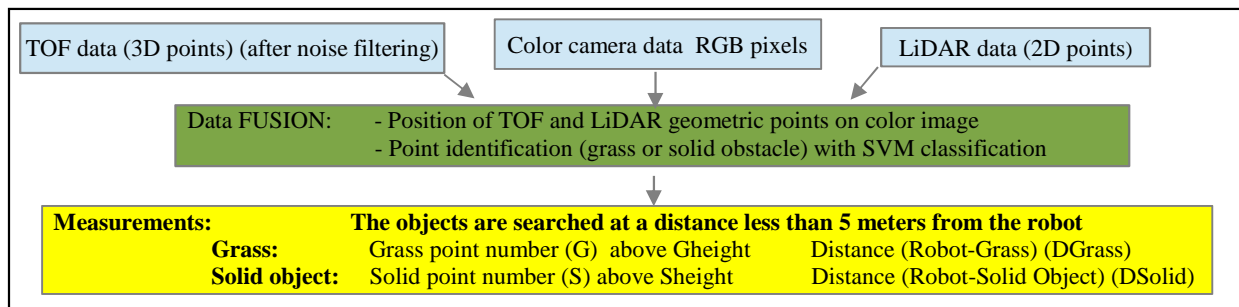 TOF data (3D points) (after noise filtering)
Color camera data RGB pixels
LiDAR data (2D points)
Data FUSION: - Position of TOF and LiDAR geometric points on color image
- Point identification (grass or solid obstacle) with SVM classification
Measurements: The objects are searched at a distance less than 5 meters from the robot
Grass: Grass point number (G) above Gheight Distance (Robot-Grass) (DGrass)
Solid object: Solid point number (S) above Sheight Distance (Robot-Solid Object) (DSolid)